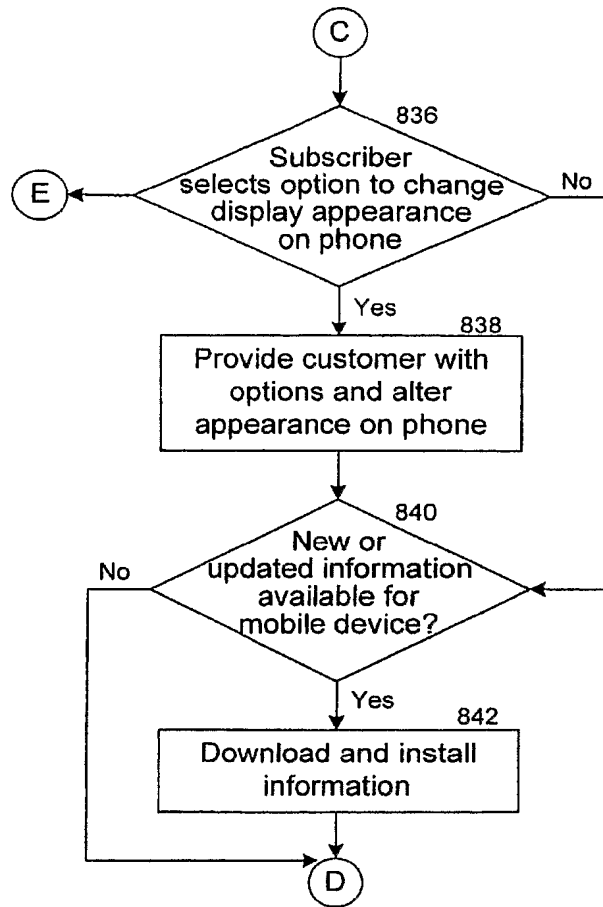 C
836
Subscriber
selects option to change
display appearance
on phone
E
No
Yes
838
Provide customer with
options and alter
appearance on phone
840
New or
updated information
available for
mobile device?
No
Yes
842
Download and install
information
D